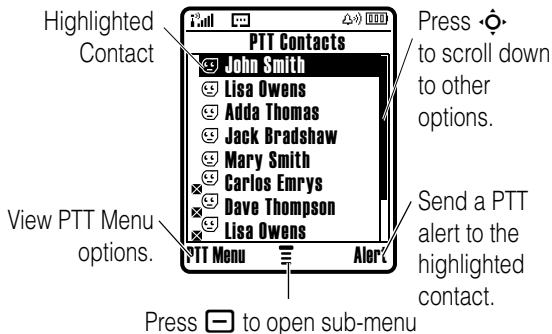 Highlighted
Contact
Press
to scroll down
to other
options.
PTT Contacts
John Smith
Lisa Owens
Adda Thomas
Jack Bradshaw
Mary Smith
Carlos Emrys
Dave Thompson
Lisa Owens
PTT Menu
Alert
View PTT Menu
options.
Send a PTT
alert to the
highlighted
contact.
Press to open sub-menu